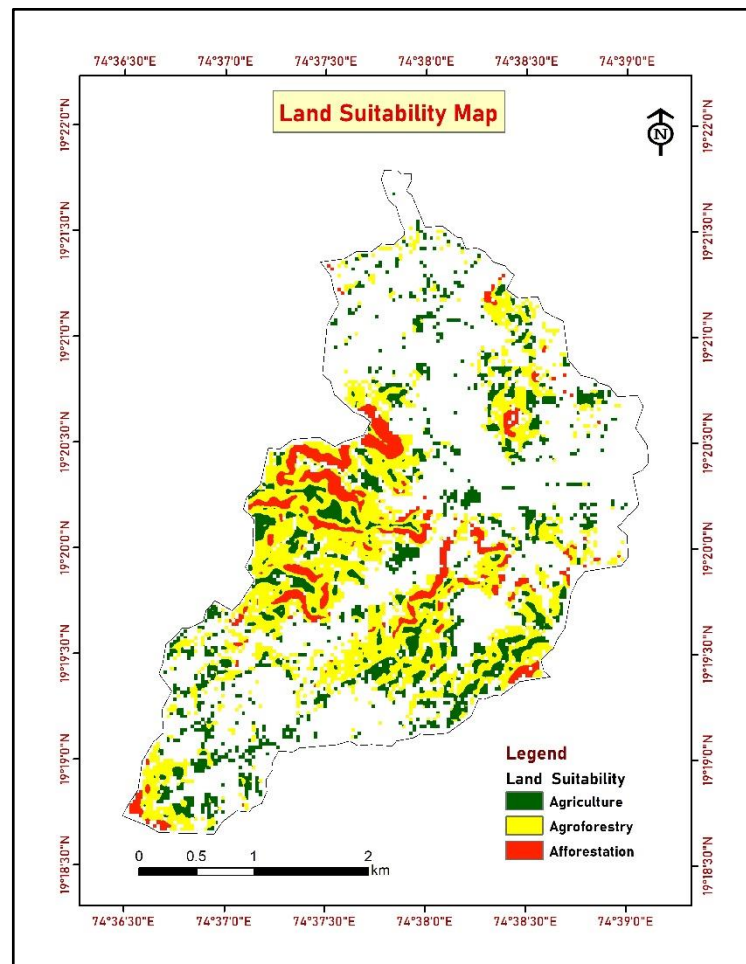 74°36'30"E 74°37'0"E 74°37'30"E 74°38'0"E 74°38'30"E 74°39'0"E
Land Suitability Map
N
19°22'0"N 19°22'0"N
19°21'30"N 19°21'30"N
19°21'0"N 19°21'0"N
19°20'30"N 19°20'30"N
19°20'0"N 19°20'0"N
19°19'30"N 19°19'30"N
19°19'0"N 19°19'0"N
19°18'30"N 19°18'30"N
Legend
Land Suitability
Agriculture
Agroforestry
Afforestation
0 0.5 1 2
km
74°36'30"E 74°37'0"E 74°37'30"E 74°38'0"E 74°38'30"E 74°39'0"E